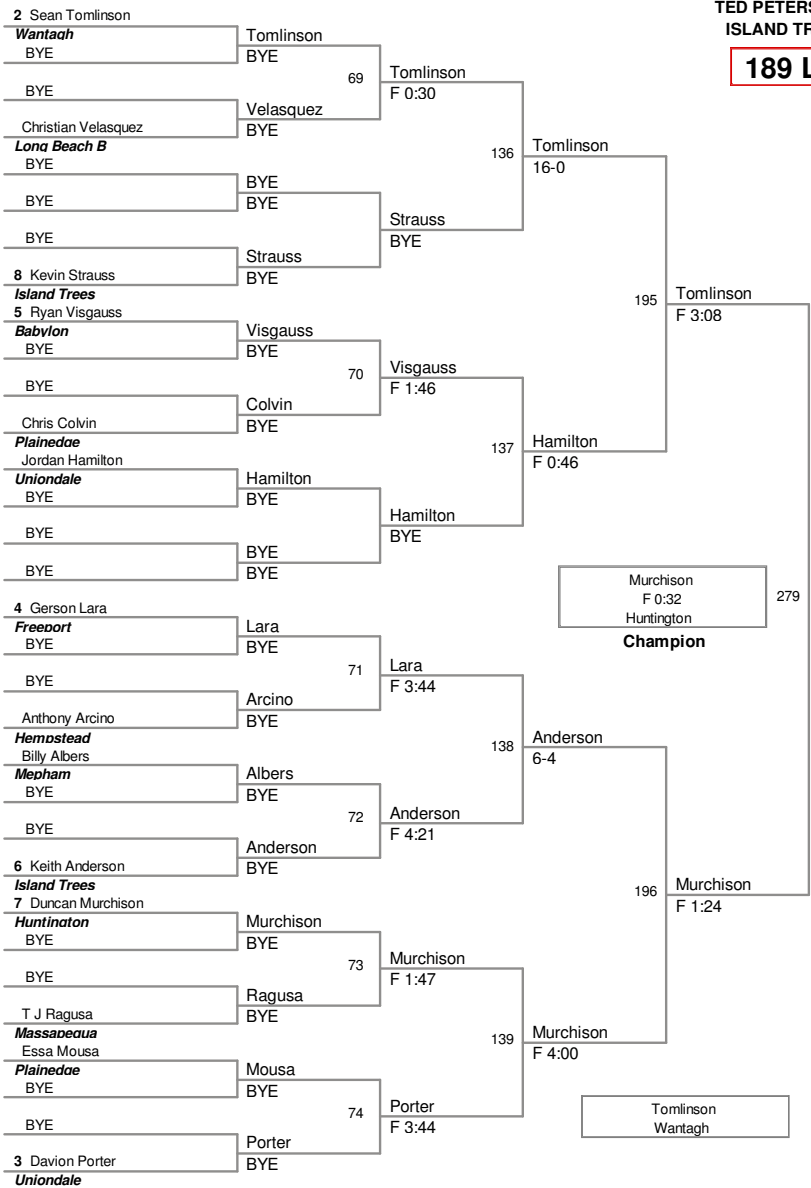 TED PETERS
ISLAND TR
189 L
2 Sean Tomlinson
Wantagh
BYE
BYE
Christian Velasquez
Long Beach B
BYE
BYE
BYE
8 Kevin Strauss
Island Trees
5 Ryan Visgauss
Babylon
BYE
BYE
Chris Colvin
Plainedge
Jordan Hamilton
Uniondale
BYE
BYE
BYE
4 Gerson Lara
Freeport
BYE
BYE
Anthony Arcino
Hempstead
Billy Albers
Mepham
BYE
BYE
6 Keith Anderson
Island Trees
7 Duncan Murchison
Huntington
BYE
BYE
T J Ragusa
Massapequa
Essa Mousa
Plainedge
BYE
BYE
3 Davion Porter
Uniondale
Tomlinson
BYE
Velasquez
BYE
BYE
BYE
Strauss
BYE
Visgauss
BYE
Colvin
BYE
Hamilton
BYE
BYE
BYE
Lara
BYE
Arcino
BYE
Albers
BYE
Anderson
BYE
Murchison
BYE
Ragusa
BYE
Mousa
BYE
Porter
BYE
69
70
71
72
73
74
Tomlinson
F 0:30
Strauss
BYE
Visgauss
F 1:46
Hamilton
BYE
Lara
F 3:44
Anderson
F 4:21
Murchison
F 1:47
Porter
F 3:44
136
137
138
139
Tomlinson
16-0
Hamilton
F 0:46
Anderson
6-4
Murchison
F 4:00
195
196
Tomlinson
F 3:08
Murchison
F 1:24
279
Murchison
F 0:32
Huntington
Champion
Tomlinson
Wantagh